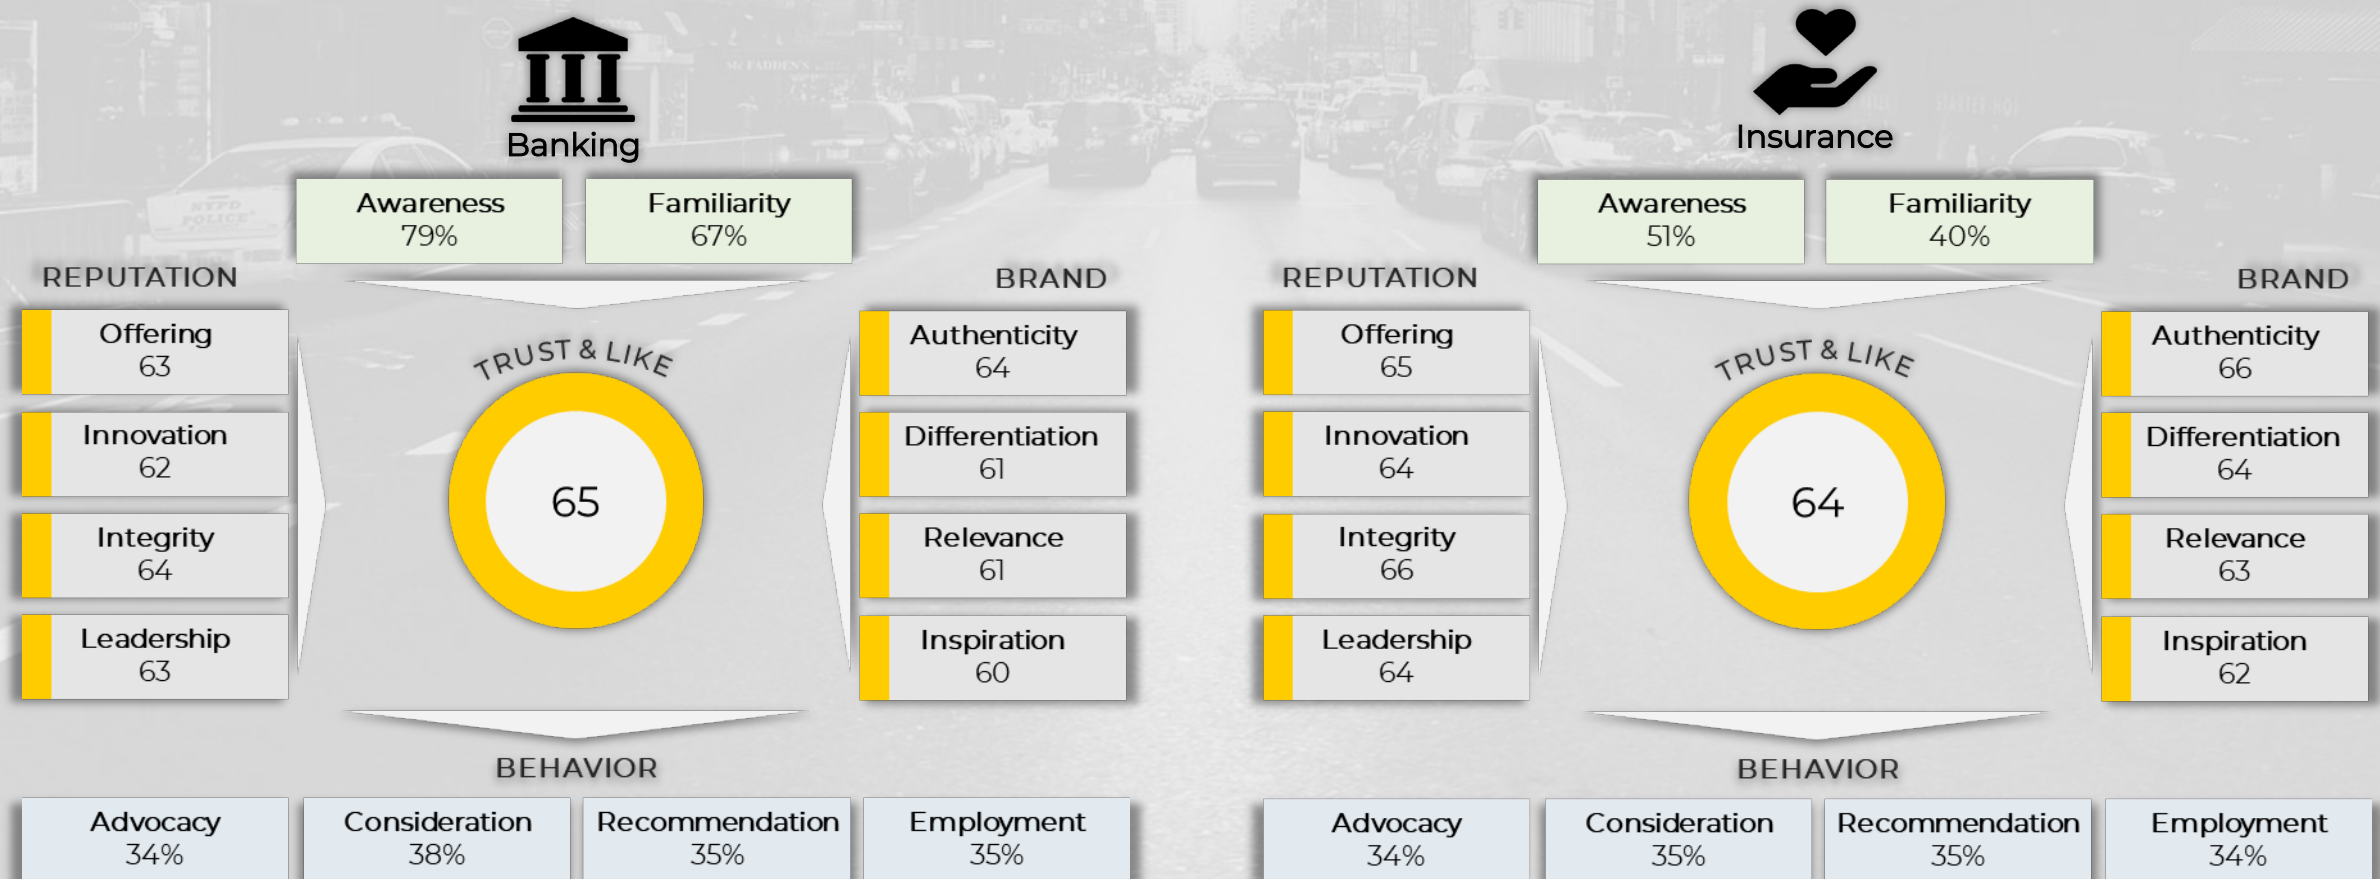 Banking
Awareness
79%
Familiarity
67%
REPUTATION
Offering
63
Innovation
62
Integrity
64
Leadership
63
TRUST & LIKE
65
BRAND
Authenticity
64
Differentiation
61
Relevance
61
Inspiration
60
BEHAVIOR
Advocacy
34%
Consideration
38%
Recommendation
35%
Employment
35%
Insurance
Awareness
51%
Familiarity
40%
REPUTATION
Offering
65
Innovation
64
Integrity
66
Leadership
64
TRUST & LIKE
64
BRAND
Authenticity
66
Differentiation
64
Relevance
63
Inspiration
62
BEHAVIOR
Advocacy
34%
Consideration
35%
Recommendation
35%
Employment
34%
NYPD
POLICE
McFADDEN'S